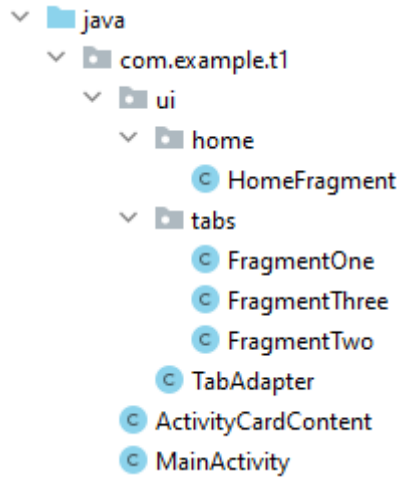 java
com.example.t1
ui
home
C HomeFragment
tabs
C FragmentOne
C FragmentThree
C FragmentTwo
C TabAdapter
C ActivityCardContent
C MainActivity